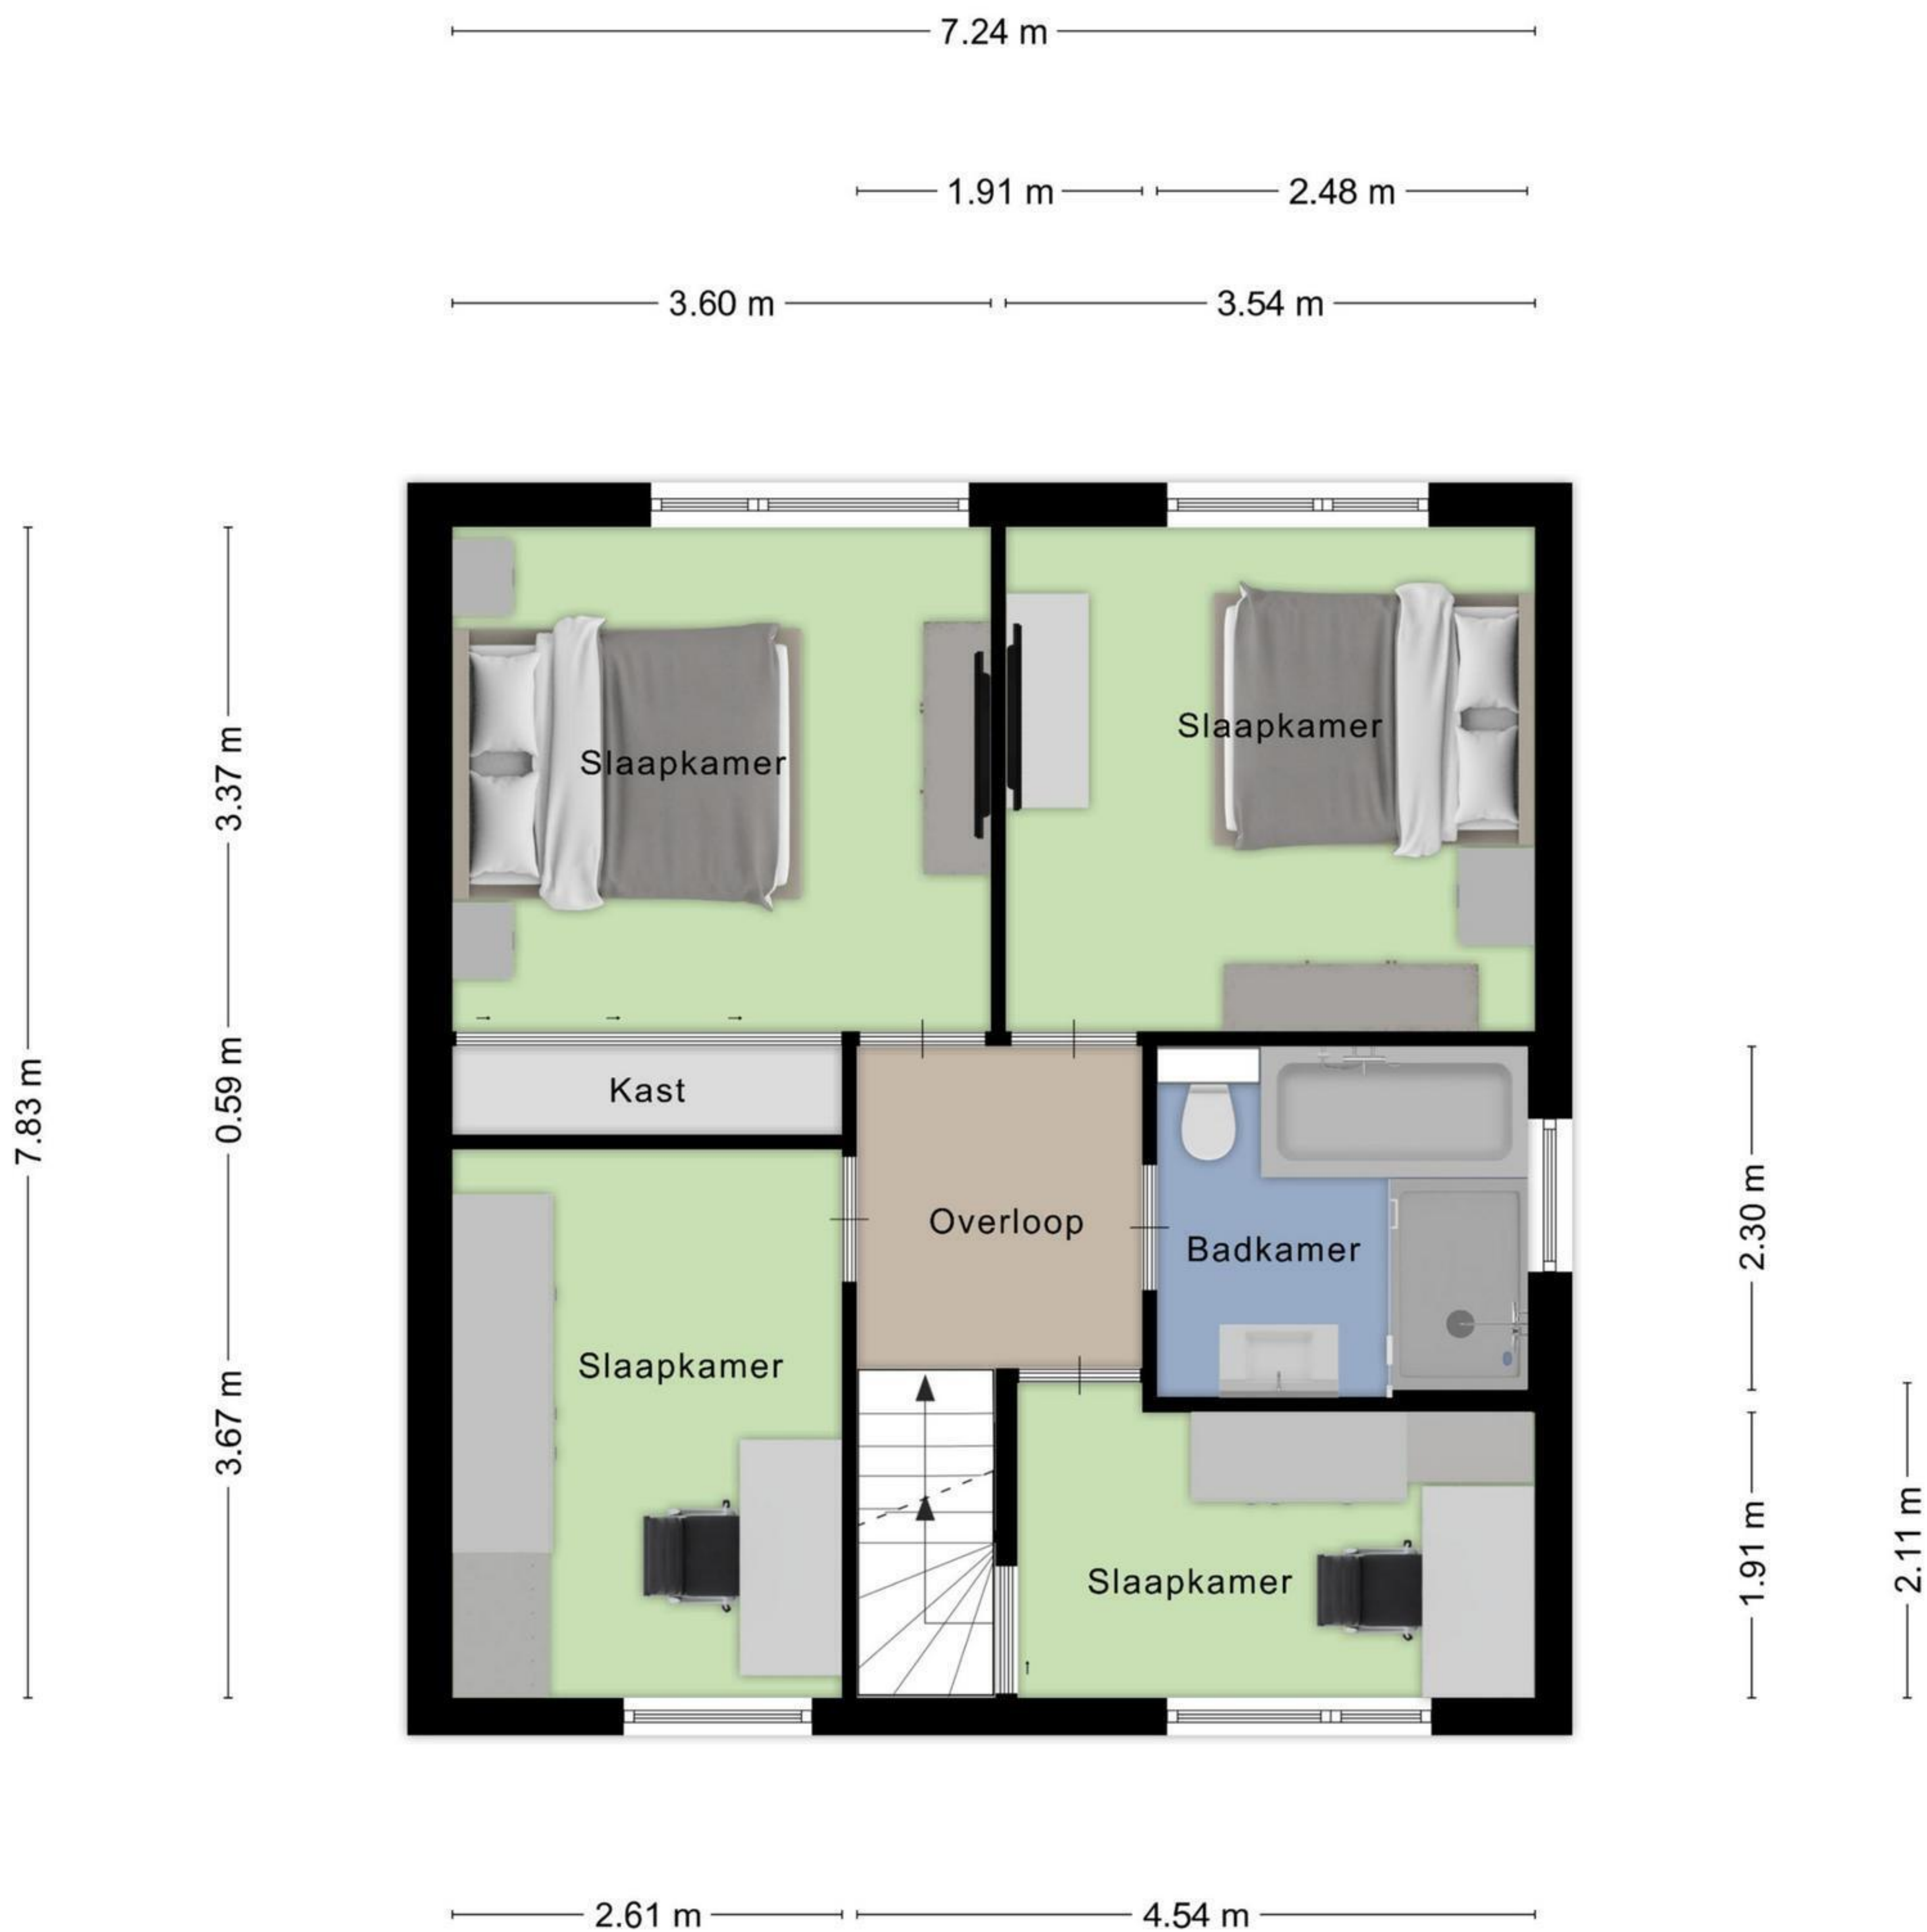 7.24 m
1.91 m
2.48 m
3.60 m
3.54 m
7.83 m
3.37 m
0.59 m
3.67 m
Slaapkamer
Slaapkamer
Kast
Overloop
Badkamer
Slaapkamer
Slaapkamer
2.30 m
1.91 m
2.11 m
2.61 m
4.54 m